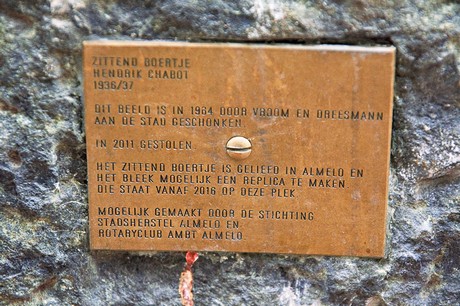 ZITTEND BOERTJE
HENDRIK CHABOT
1936/37
DIT BEELD IS IN 1964 DOOR VROOM EN DREESMANN
AAN DE STAD GESCHONKEN.
IN 2011 GESTOLEN.
HET ZITTEND BOERTJE IS GELIEFD IN ALMELO EN
HET BLEEK MOGELIJK EEN REPLICA TE MAKEN
DIE STAAT VANAF 2016 OP DEZE PLEK.
MOGELIJK GEMAAKT DOOR DE STICHTING
STADSHERSTEL ALMELO EN
ROTARYCLUB AMBT ALMELO.